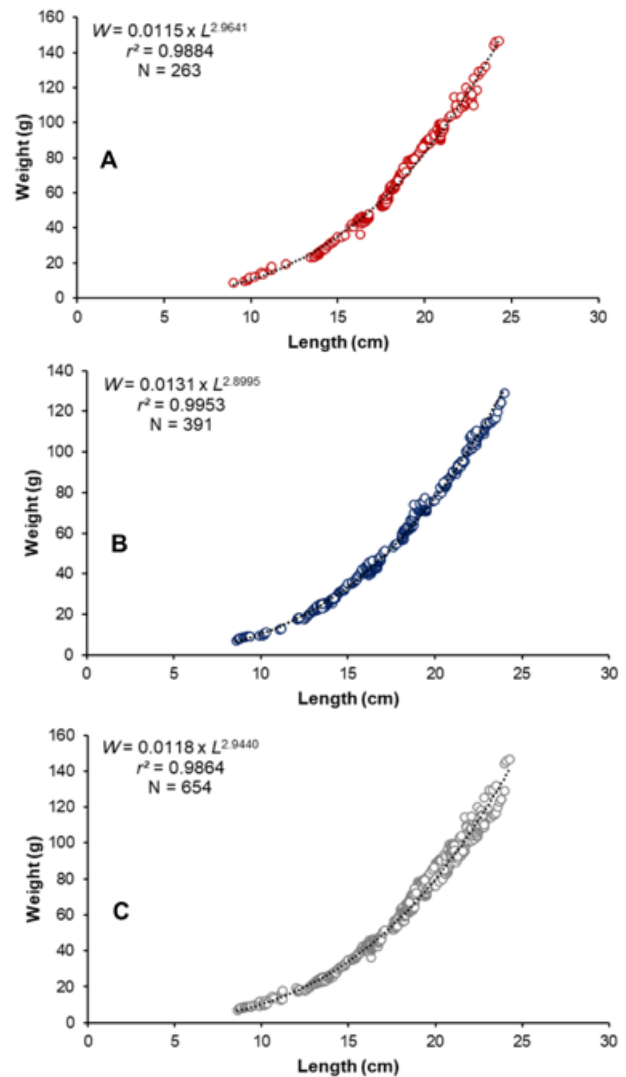 160
W = 0.0115 x L^2.9641
140
r² = 0.9884
120
N = 263
100
Weight (g)
A
80
60
40
20
0
0 5 10 15 20 25 30
Length (cm)
140
W = 0.0131 x L^2.8995
120
r² = 0.9953
N = 391
100
80
Weight (g)
60
B
40
20
0
0 5 10 15 20 25 30
Length (cm)
160
W = 0.0118 x L^2.9440
140
r² = 0.9864
N = 654
120
100
Weight (g)
80
60
C
40
20
0
0 5 10 15 20 25 30
Length (cm)